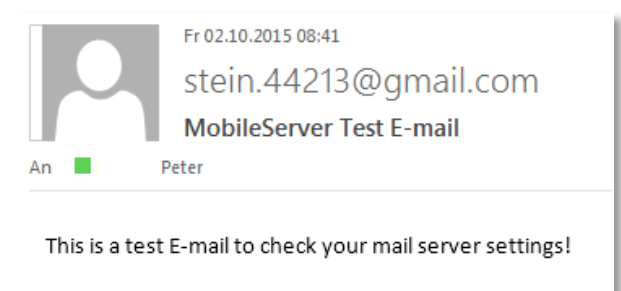 Fr 02.10.2015 08:41
stein.44213@gmail.com
MobileServer Test E-mail
An Peter
This is a test E-mail to check your mail server settings!